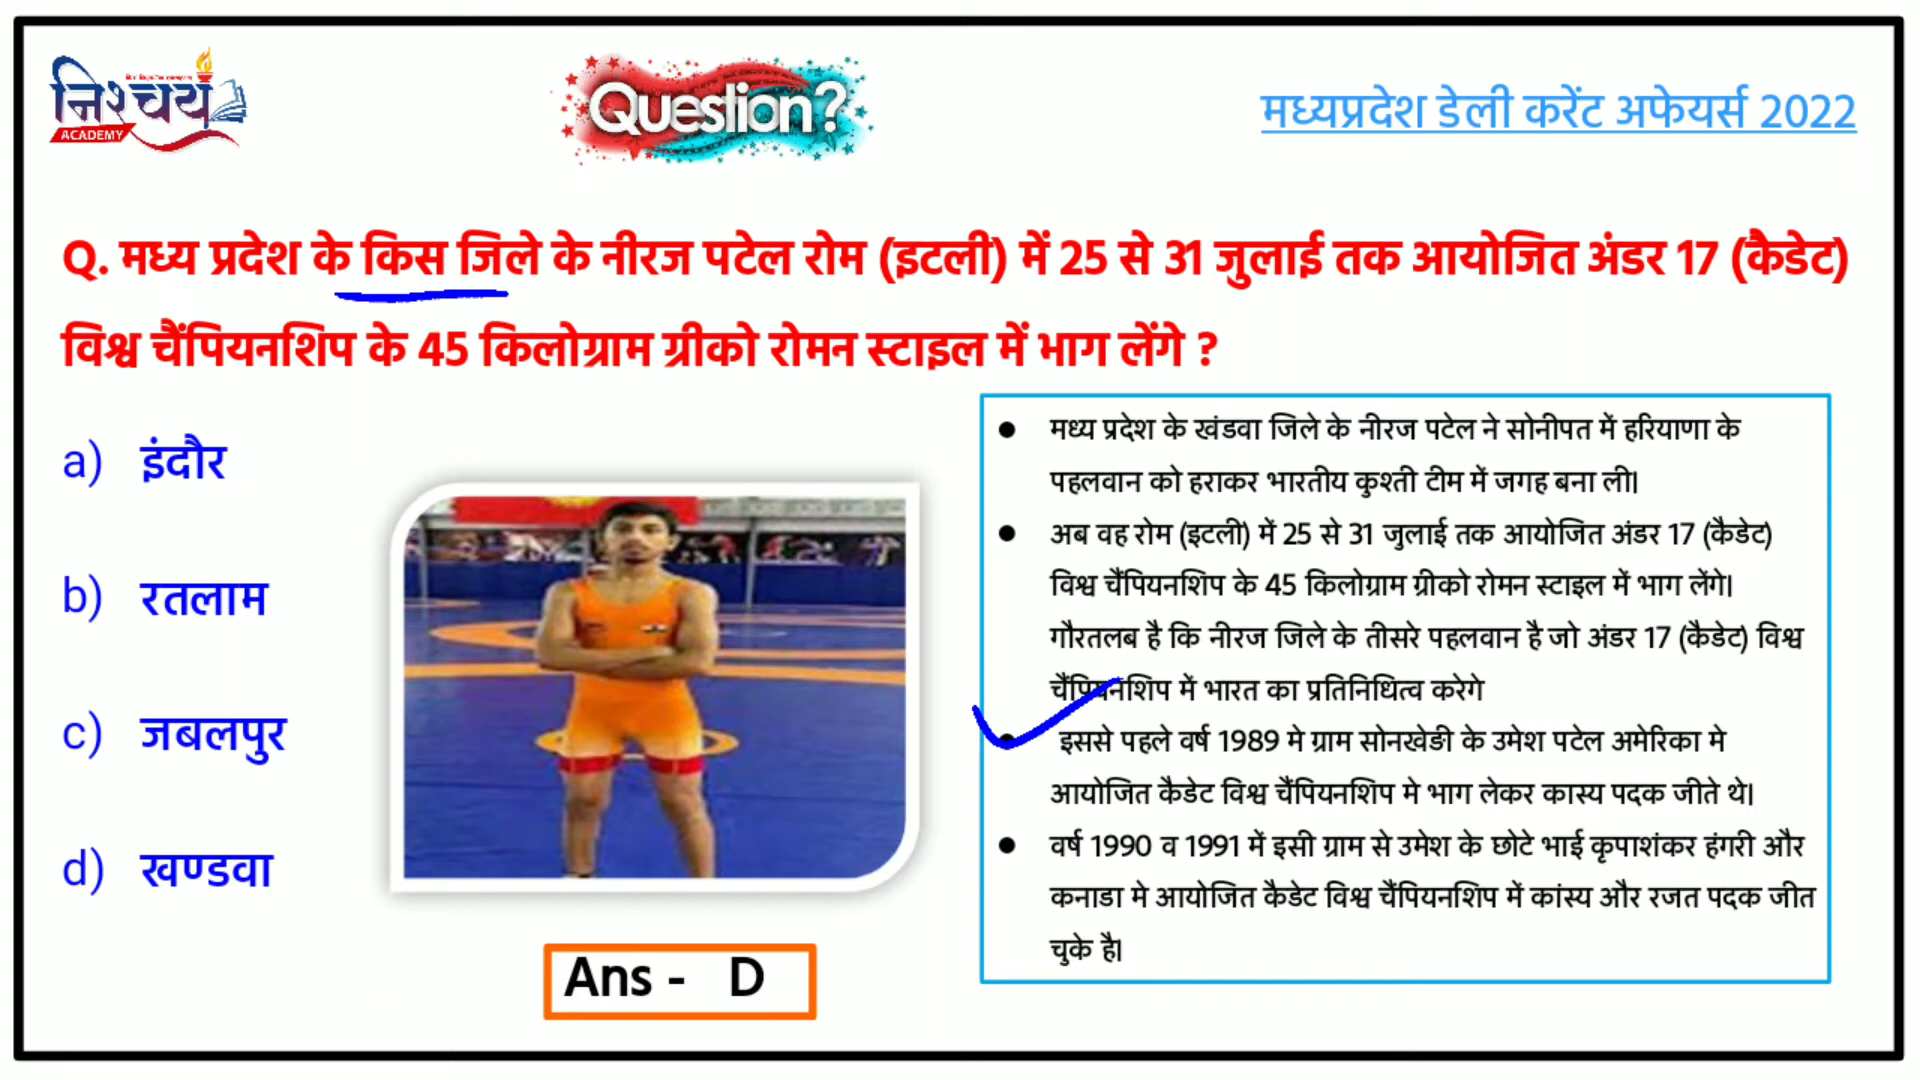 निश्चय
ACADEMY
Question?
मध्यप्रदेश डेली करेंट अफेयर्स 2022
Q. मध्य प्रदेश के किस जिले के नीरज पटेल रोम (इटली) में 25 से 31 जुलाई तक आयोजित अंडर 17 (कैडेट)
विश्व चैंपियनशिप के 45 किलोग्राम ग्रीको रोमन स्टाइल में भाग लेंगे ?
a) इंदौर
b) रतलाम
c) जबलपुर
d) खण्डवा
Ans - D
● मध्य प्रदेश के खंडवा जिले के नीरज पटेल ने सोनीपत में हरियाणा के
पहलवान को हराकर भारतीय कुश्ती टीम में जगह बना ली।
● अब वह रोम (इटली) में 25 से 31 जुलाई तक आयोजित अंडर 17 (कैडेट)
विश्व चैंपियनशिप के 45 किलोग्राम ग्रीको रोमन स्टाइल में भाग लेंगे।
गौरतलब है कि नीरज जिले के तीसरे पहलवान है जो अंडर 17 (कैडेट) विश्व
चैंपियनशिप में भारत का प्रतिनिधित्व करेगे
● इससे पहले वर्ष 1989 मे ग्राम सोनखेडी के उमेश पटेल अमेरिका मे
आयोजित कैडेट विश्व चैंपियनशिप मे भाग लेकर कास्य पदक जीते थे।
● वर्ष 1990 व 1991 में इसी ग्राम से उमेश के छोटे भाई कृपाशंकर हंगरी और
कनाडा मे आयोजित कैडेट विश्व चैंपियनशिप में कांस्य और रजत पदक जीत
चुके है।